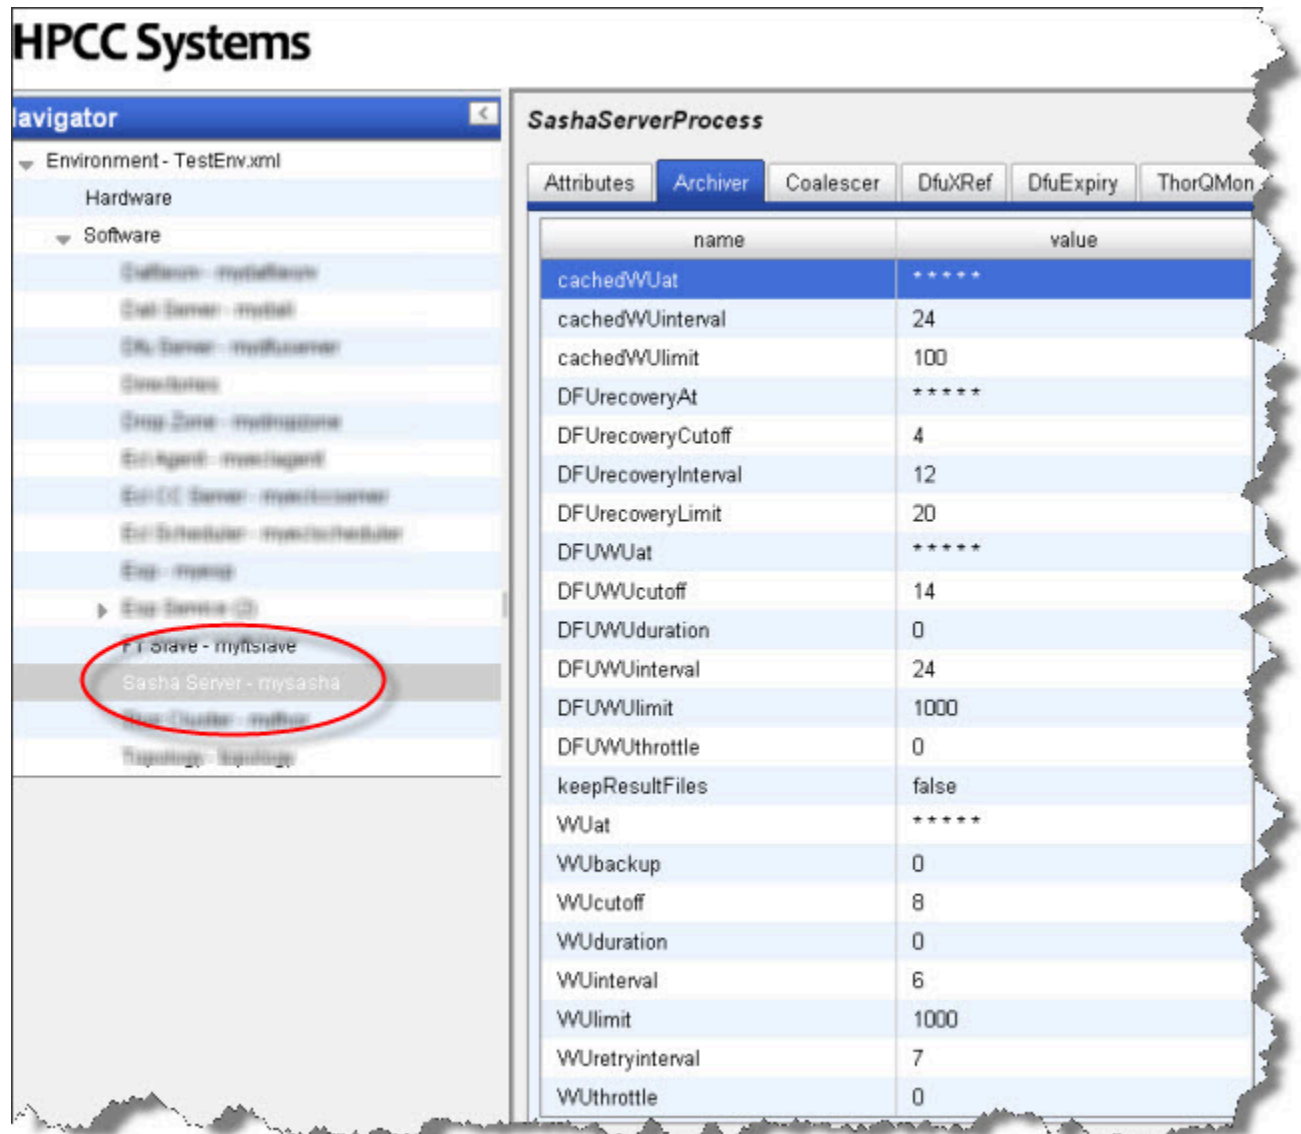 HPCC Systems
avigator
Environment - TestEnv.xml
Hardware
Software
FT Slave - myftslave
Sasha Server - mysasha
SashaServerProcess
Attributes Archiver Coalescer DfuXRef DfuExpiry ThorQMon
name value
cachedWUat * * * * *
cachedWUinterval 24
cachedWUlimit 100
DFUrecoveryAt * * * * *
DFUrecoveryCutoff 4
DFUrecoveryInterval 12
DFUrecoveryLimit 20
DFUWUat * * * * *
DFUWUcutoff 14
DFUWUduration 0
DFUWUinterval 24
DFUWUlimit 1000
DFUWUthrottle 0
keepResultFiles false
WUat * * * * *
WUbackup 0
WUcutoff 8
WUduration 0
WUinterval 6
WUlimit 1000
WUretryinterval 7
WUthrottle 0